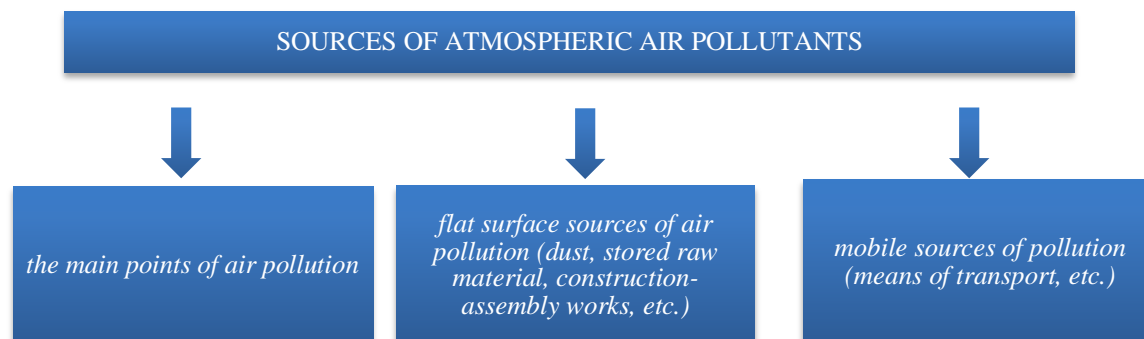 SOURCES OF ATMOSPHERIC AIR POLLUTANTS
the main points of air pollution
flat surface sources of air
pollution (dust, stored raw
material, construction-
assembly works, etc.)
mobile sources of pollution
(means of transport, etc.)